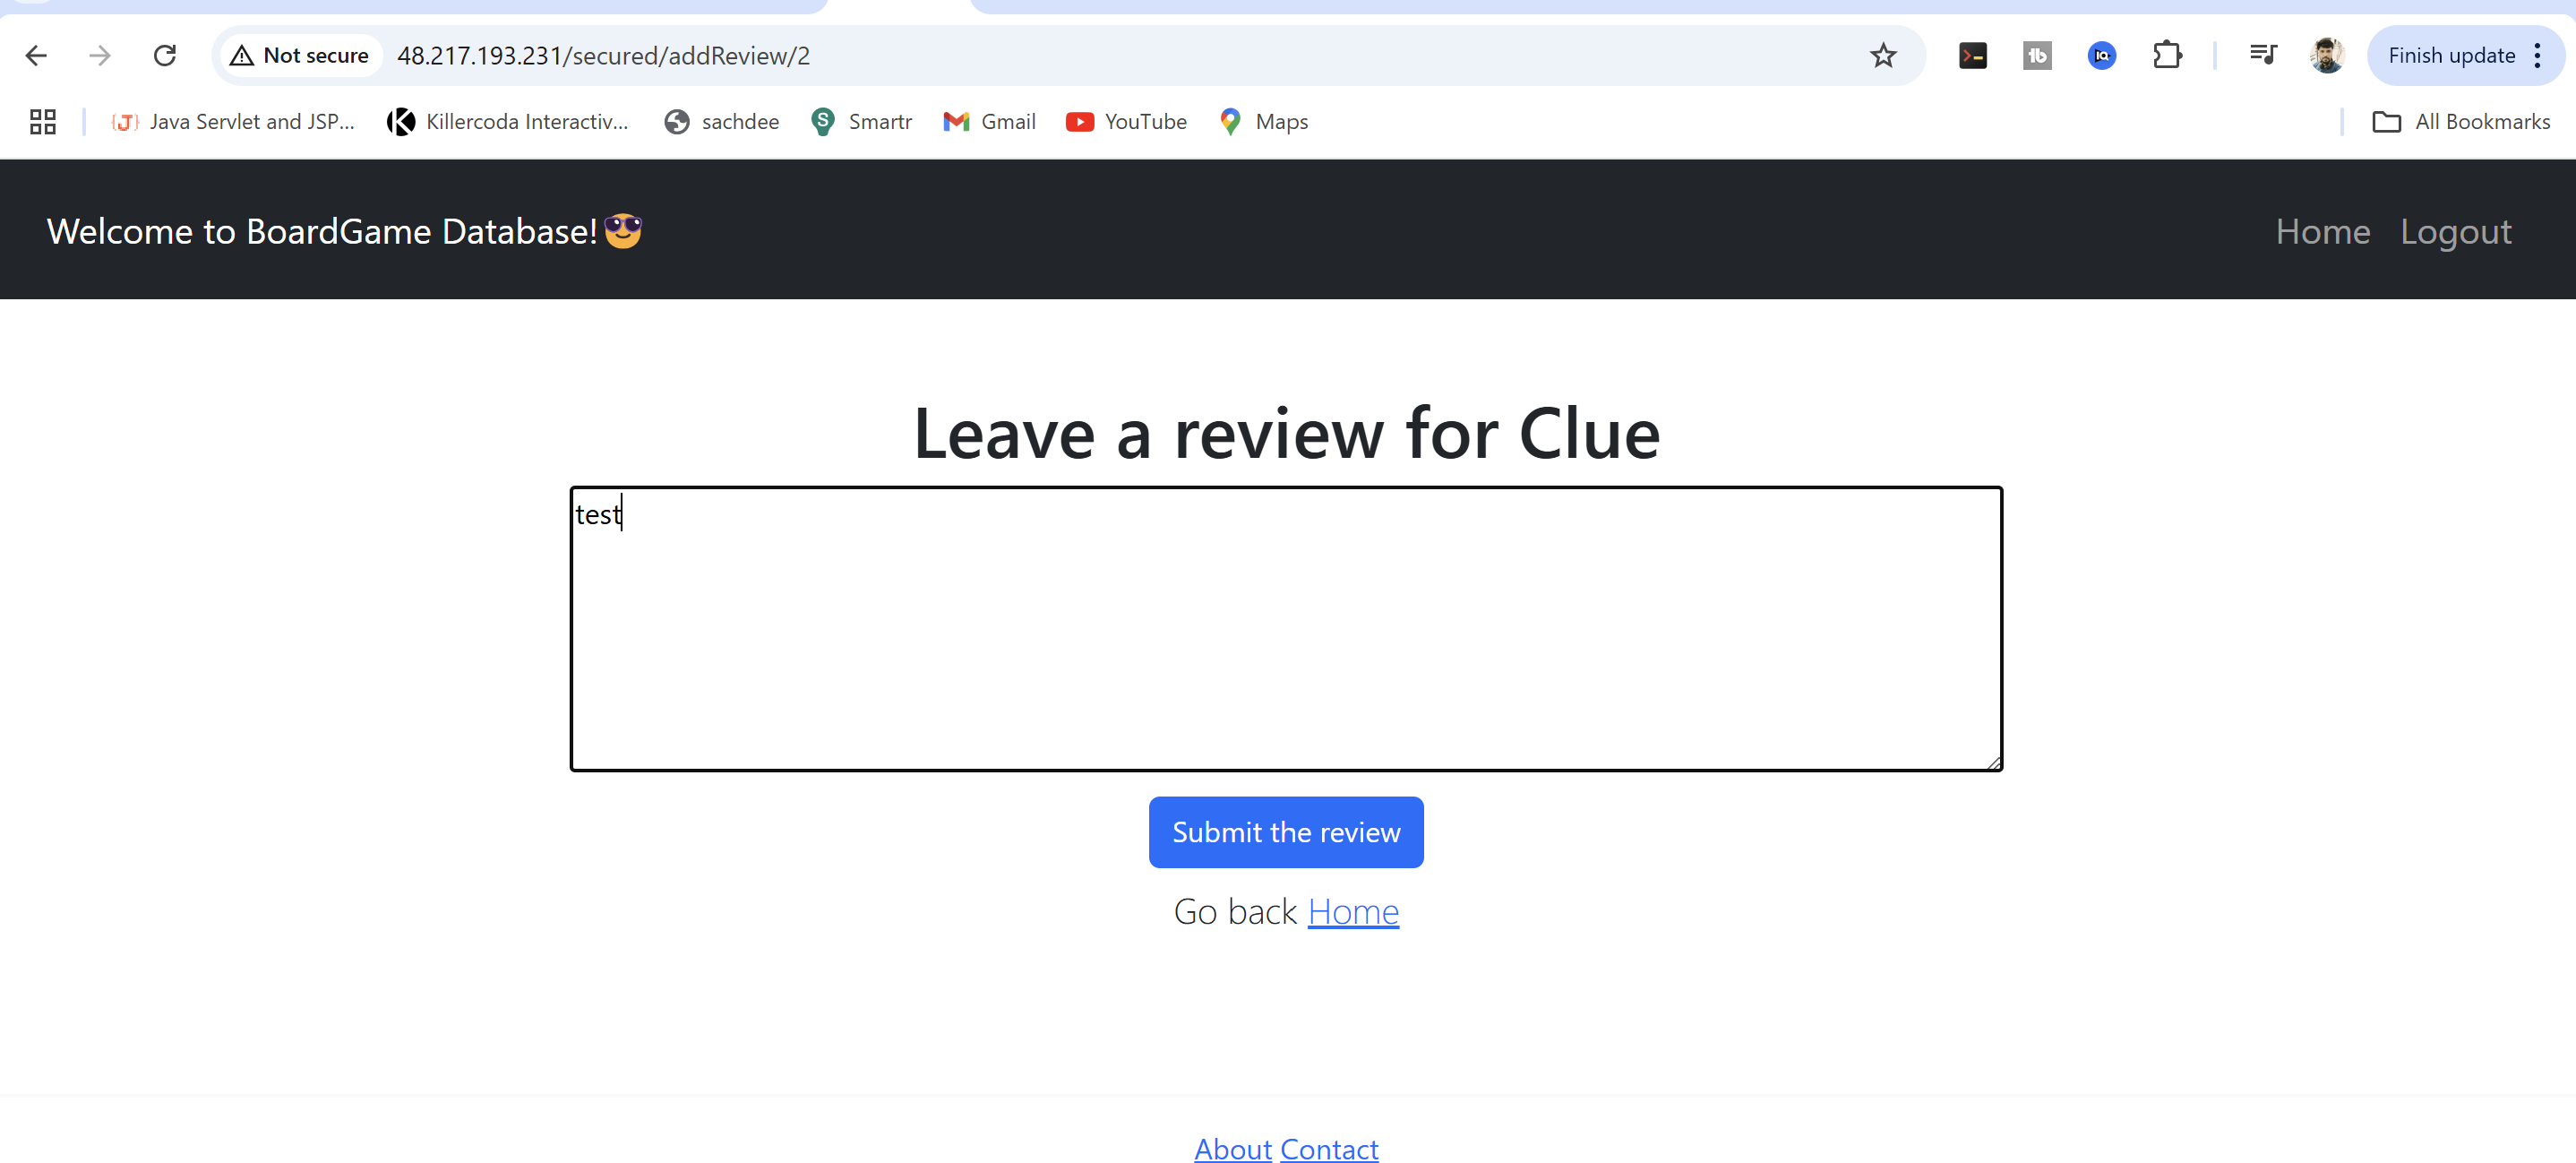 Not secure 48.217.193.231/secured/addReview/2 Finish update
Java Servlet and JSP... Killercoda Interactiv... sachdee Smartr Gmail YouTube Maps All Bookmarks
Welcome to BoardGame Database!😎 Home Logout
Leave a review for Clue
test
Submit the review
Go back Home
About Contact